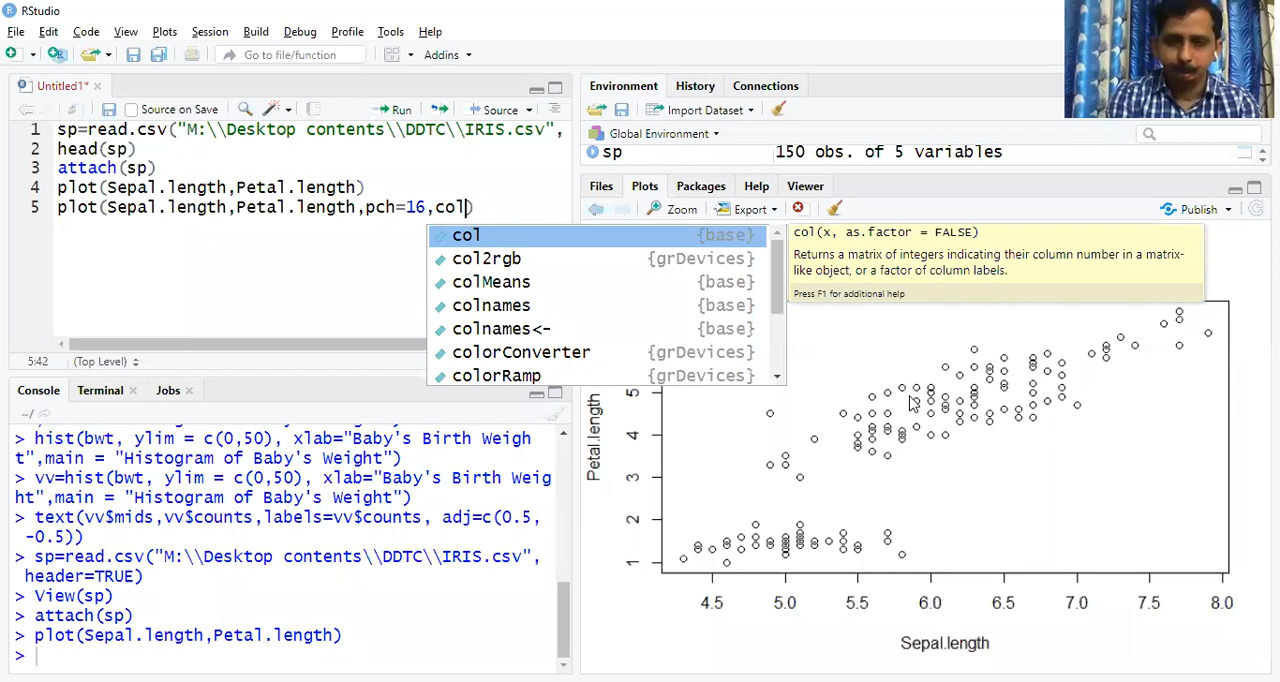 RStudio
File Edit Code View Plots Session Build Debug Profile Tools Help
Go to file/function Addins
Untitled1*
Source on Save Run Source
1 sp=read.csv("M:\\Desktop contents\\DDTC\\IRIS.csv",
2 head(sp)
3 attach(sp)
4 plot(Sepal.length,Petal.length)
5 plot(Sepal.length,Petal.length,pch=16,col)
col {base}
col2rgb {grDevices}
colMeans {base}
colnames {base}
colnames<- {base}
colorConverter {grDevices}
colorRamp {grDevices}
col(x, as.factor = FALSE)
Returns a matrix of integers indicating their column number in a matrix-
like object, or a factor of column labels.
Press F1 for additional help
5:42 (Top Level)
Console Terminal Jobs
~/
> hist(bwt, ylim = c(0,50), xlab="Baby's Birth Weigh
t",main = "Histogram of Baby's Weight")
> vv=hist(bwt, ylim = c(0,50), xlab="Baby's Birth Weig
ht",main = "Histogram of Baby's Weight")
> text(vv$mids,vv$counts,labels=vv$counts, adj=c(0.5,
-0.5))
> sp=read.csv("M:\\Desktop contents\\DDTC\\IRIS.csv",
header=TRUE)
> View(sp)
> attach(sp)
> plot(Sepal.length,Petal.length)
>
Environment History Connections
Import Dataset
Global Environment
sp 150 obs. of 5 variables
Files Plots Packages Help Viewer
Zoom Export Publish
Petal.length
5
4
3
2
1
4.5 5.0 5.5 6.0 6.5 7.0 7.5 8.0
Sepal.length